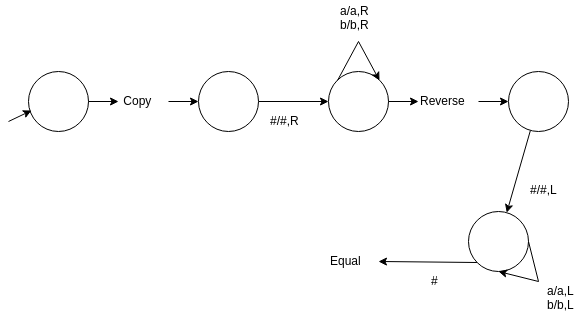 a/a,R
b/b,R
Copy
#/#,R
Reverse
#/#,L
Equal
#
a/a,L
b/b,L